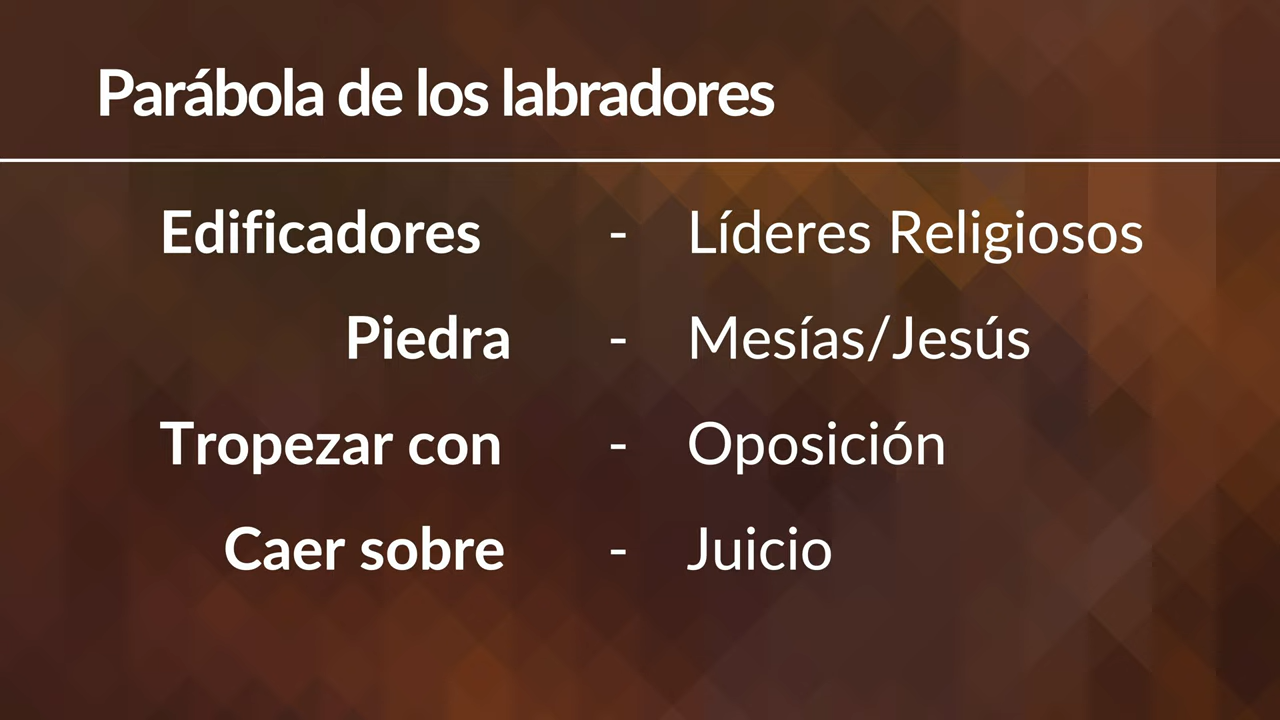 Parábola de los labradores
Edificadores - Líderes Religiosos
Piedra - Mesías/Jesús
Tropezar con - Oposición
Caer sobre - Juicio